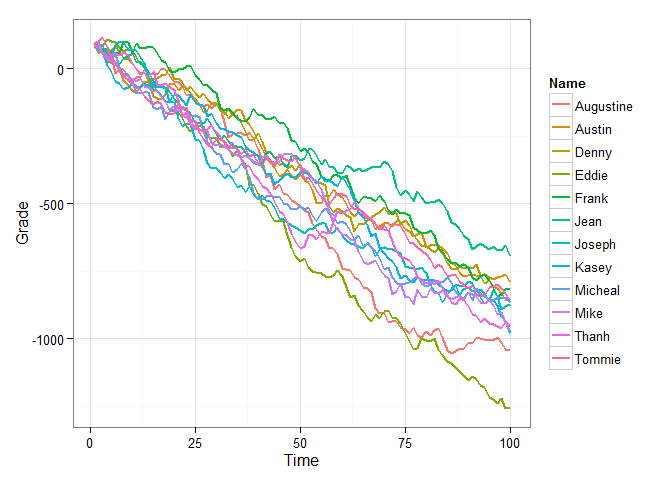 Grade
0
-500
-1000
0
25
50
75
100
Time
Name
Augustine
Austin
Denny
Eddie
Frank
Jean
Joseph
Kasey
Micheal
Mike
Thanh
Tommie